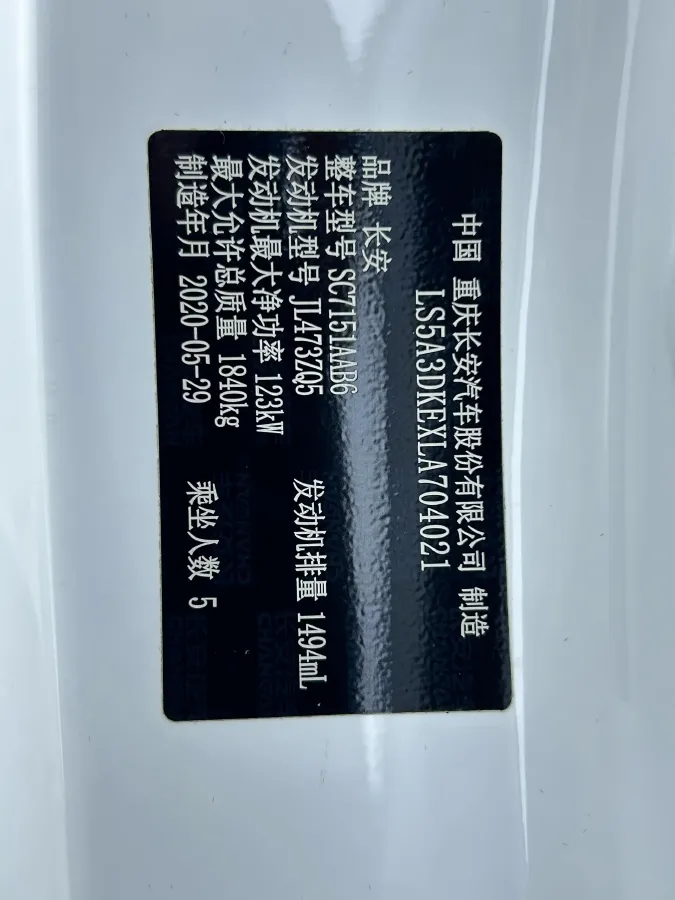 中国 重庆长安汽车股份有限公司 制造
LS5A3DKEXLA704021
品牌 长安
整车型号 SC7151AAB6
发动机型号 JL473ZQ5 发动机排量 1494mL
发动机最大净功率 123kW
最大允许总质量 1840kg
制造年月 2020-05-29 乘坐人数 5